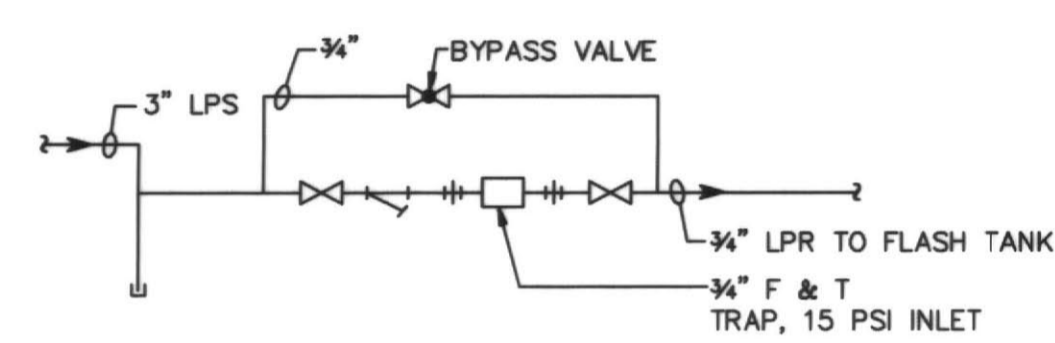 ¾"
BYPASS VALVE
3" LPS
¾" LPR TO FLASH TANK
¾" F & T
TRAP, 15 PSI INLET